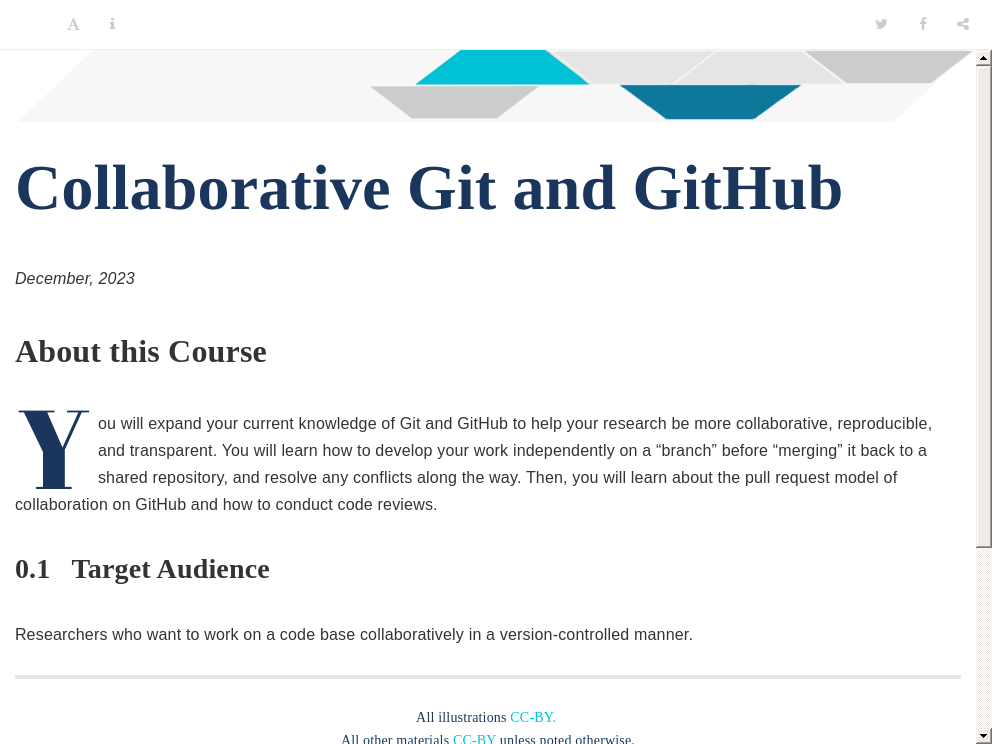 Collaborative Git and GitHub
December, 2023
About this Course
You will expand your current knowledge of Git and GitHub to help your research be more collaborative, reproducible,
and transparent. You will learn how to develop your work independently on a “branch” before “merging” it back to a
shared repository, and resolve any conflicts along the way. Then, you will learn about the pull request model of
collaboration on GitHub and how to conduct code reviews.
0.1 Target Audience
Researchers who want to work on a code base collaboratively in a version-controlled manner.
All illustrations CC-BY.
All other materials CC-BY unless noted otherwise.